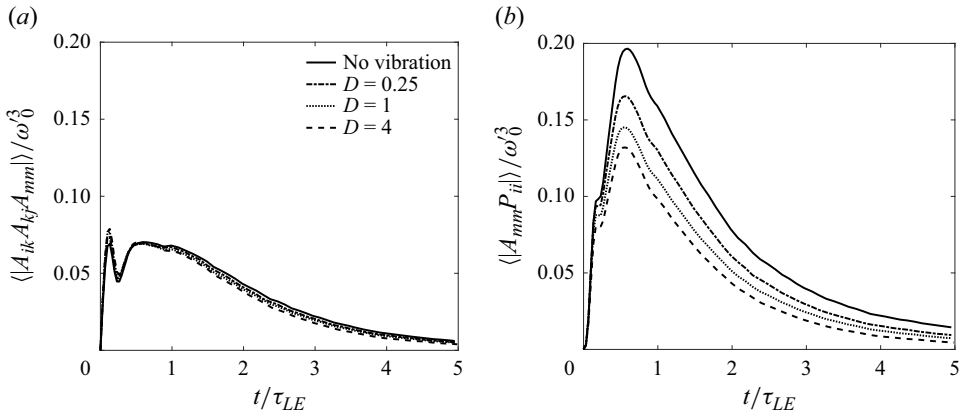 (a)
(b)
0.20
0.15
0.10
0.05
0
1
2
3
4
5
t/τ_LE
⟨|A_ik A_kj A_mm|⟩/ω′_0^3
No vibration
D = 0.25
D = 1
D = 4
0.20
0.15
0.10
0.05
0
1
2
3
4
5
t/τ_LE
⟨|A_mm P_ii|⟩/ω′_0^3